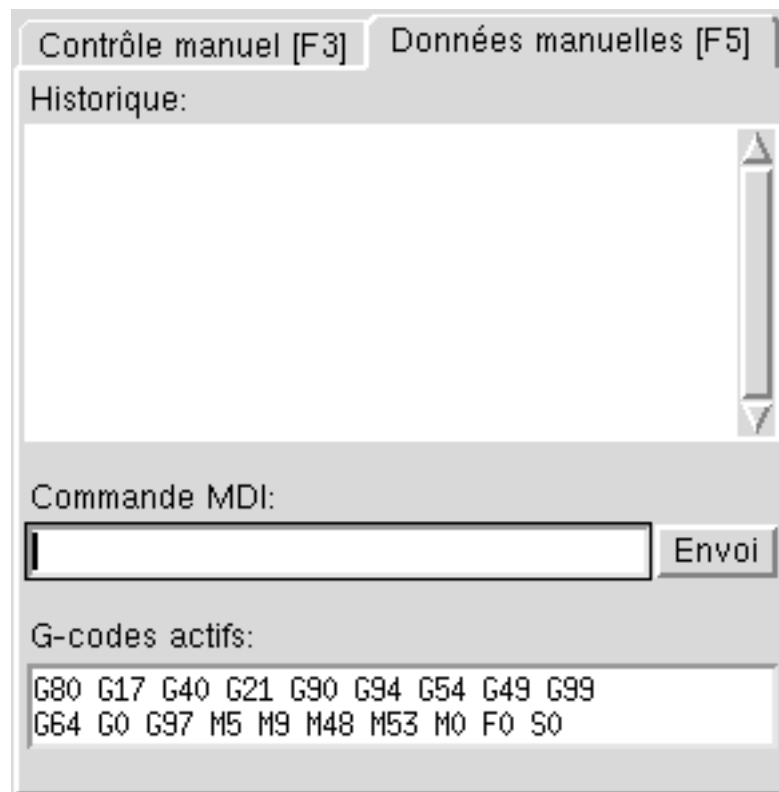 Contrôle manuel [F3] Données manuelles [F5]
Historique:
Commande MDI:
Envoi
G-codes actifs:
G80 G17 G40 G21 G90 G94 G54 G49 G99
G64 G0 G97 M5 M9 M48 M53 M0 F0 S0